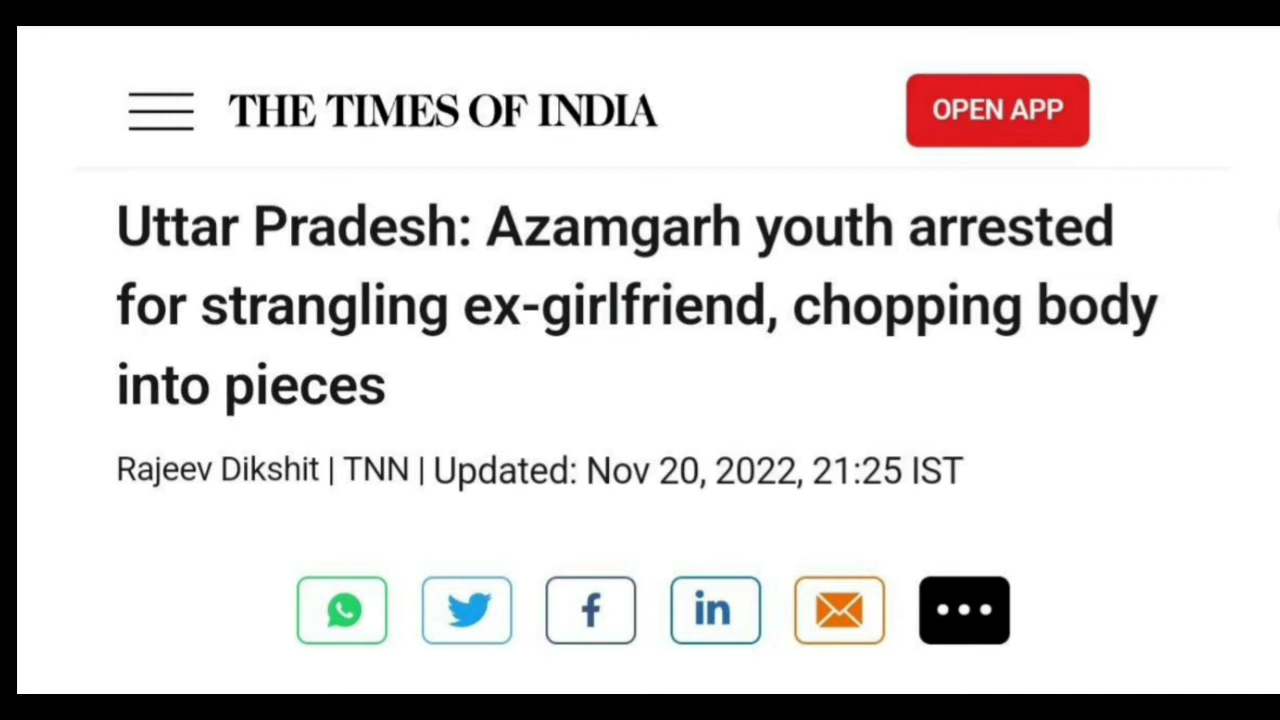 THE TIMES OF INDIA
OPEN APP
Uttar Pradesh: Azamgarh youth arrested
for strangling ex-girlfriend, chopping body
into pieces
Rajeev Dikshit | TNN | Updated: Nov 20, 2022, 21:25 IST